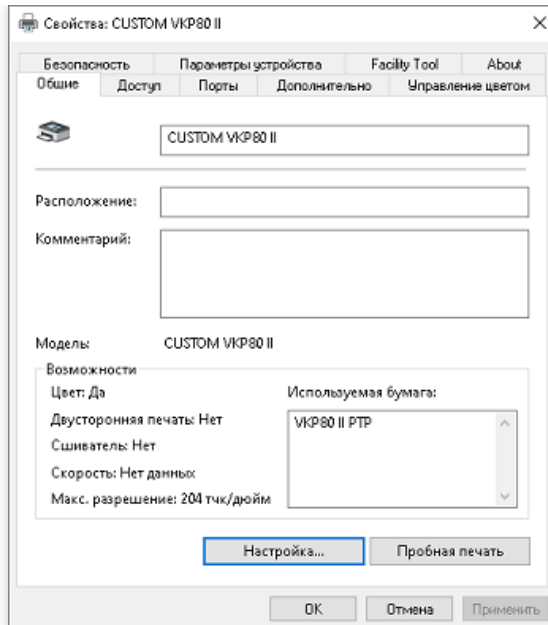 Свойства: CUSTOM VKP80 II
Безопасность Параметры устройства Facility Tool About
Общие Доступ Порты Дополнительно Управление цветом
CUSTOM VKP80 II
Расположение:
Комментарий:
Модель: CUSTOM VKP80 II
Возможности
Цвет: Да Используемая бумага:
Двусторонняя печать: Нет VKP80 II PTP
Сшиватель: Нет
Скорость: Нет данных
Макс. разрешение: 204 тчк/дюйм
Настройка... Пробная печать
OK Отмена Применить